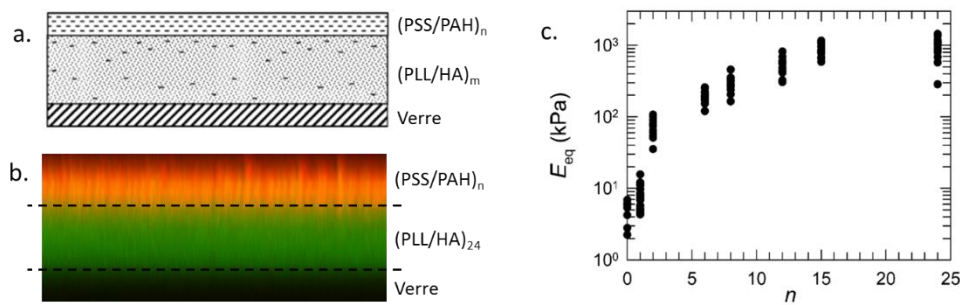 a.
(PSS/PAH)n
(PLL/HA)m
Verre
b.
(PSS/PAH)n
(PLL/HA)24
Verre
c.
Eeq (kPa)
10³
10²
10¹
10⁰
0 5 10 15 20 25
n